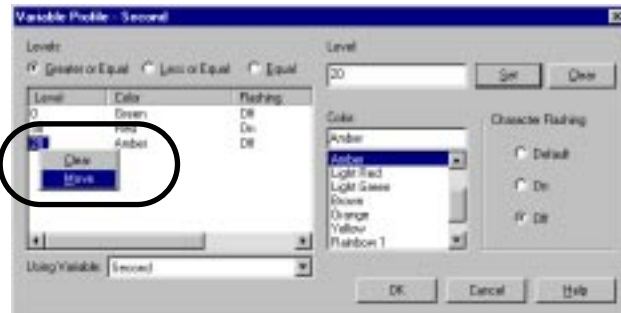 Variable Profile - Second
Levels
Greater or Equal Less or Equal Equal
Level Color Flashing
0 Green Off
Red On
20 Amber Off
Clear
Move
Using Variable: Second
Level
20
Set Clear
Color
Amber
Amber
Light Red
Light Green
Brown
Orange
Yellow
Rainbow 1
Character Flashing
Default
On
Off
OK Cancel Help